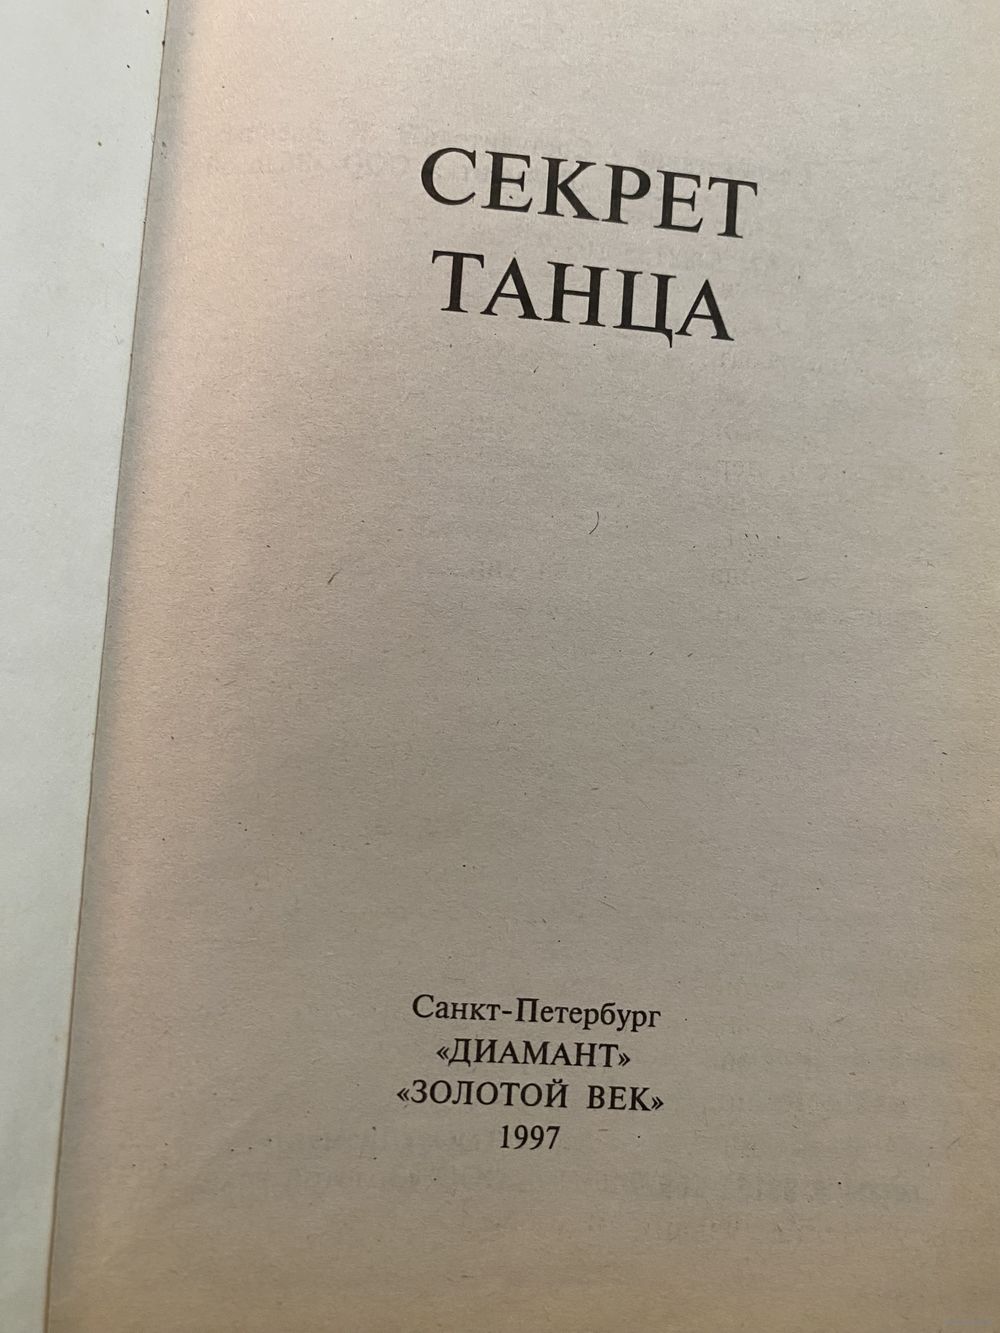 СЕКРЕТ
ТАНЦА
Санкт-Петербург
«ДИАМАНТ»
«ЗОЛОТОЙ ВЕК»
1997